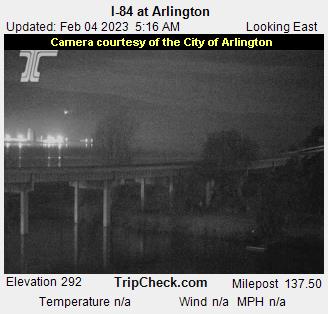 I-84 at Arlington
Updated: Feb 04 2023 5:16 AM Looking East
Camera courtesy of the City of Arlington
Elevation 292 TripCheck.com Milepost 137.50
Temperature n/a Wind n/a MPH n/a